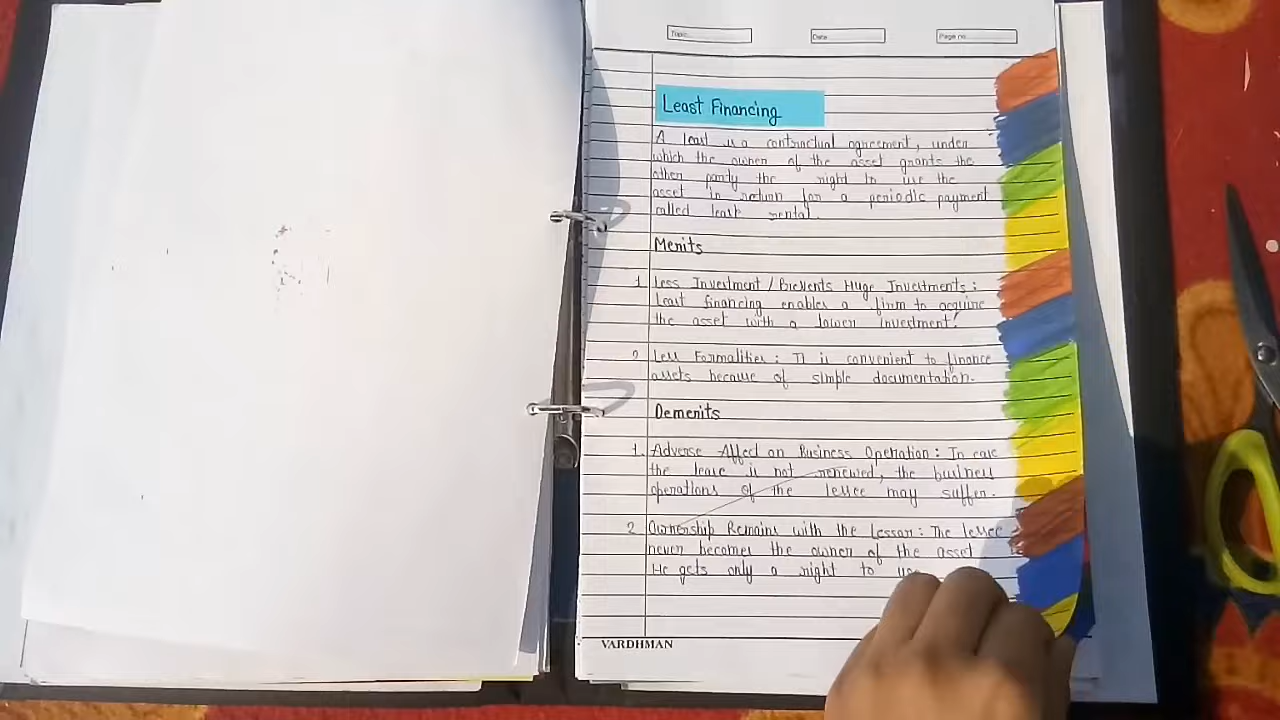 Topic
Date
Page no
Least Financing
A least is a contractual agreement, under
which the owner of the asset grants the
other party the right to use the
asset in return for a periodic payment
called leak rental.
Merits
1. Less Investment / Prevents Huge Investments:
Least financing enables a firm to acquire
the asset with a lower investment.
2 Less Formalities: It is convenient to finance
assets because of simple documentation.
Demerits
1. Adverse Affect on Business Operation: In case
the lease is not renewed, the business
operations of the lessee may suffer.
2 Ownership Remains with the Lessor: The lessee
never becomes the owner of the asset
He gets only a right to use
VARDHMAN